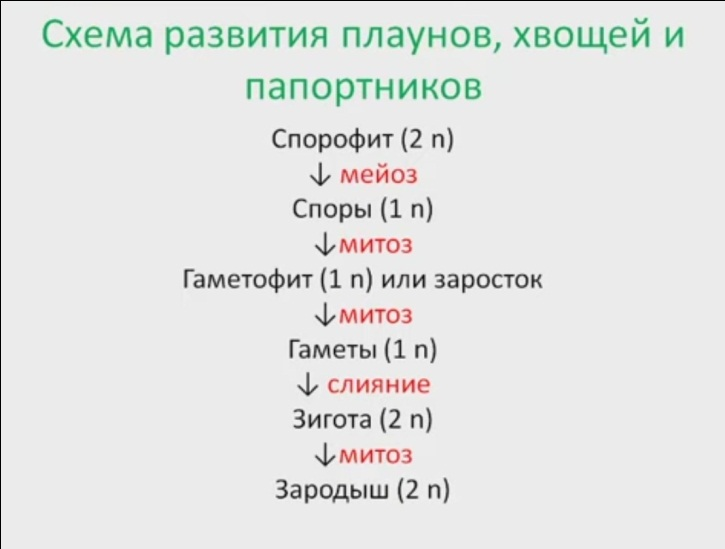 Схема развития плаунов, хвощей и
папортников
Спорофит (2 n)
↓ мейоз
Споры (1 n)
↓митоз
Гаметофит (1 n) или заросток
↓митоз
Гаметы (1 n)
↓ слияние
Зигота (2 n)
↓митоз
Зародыш (2 n)